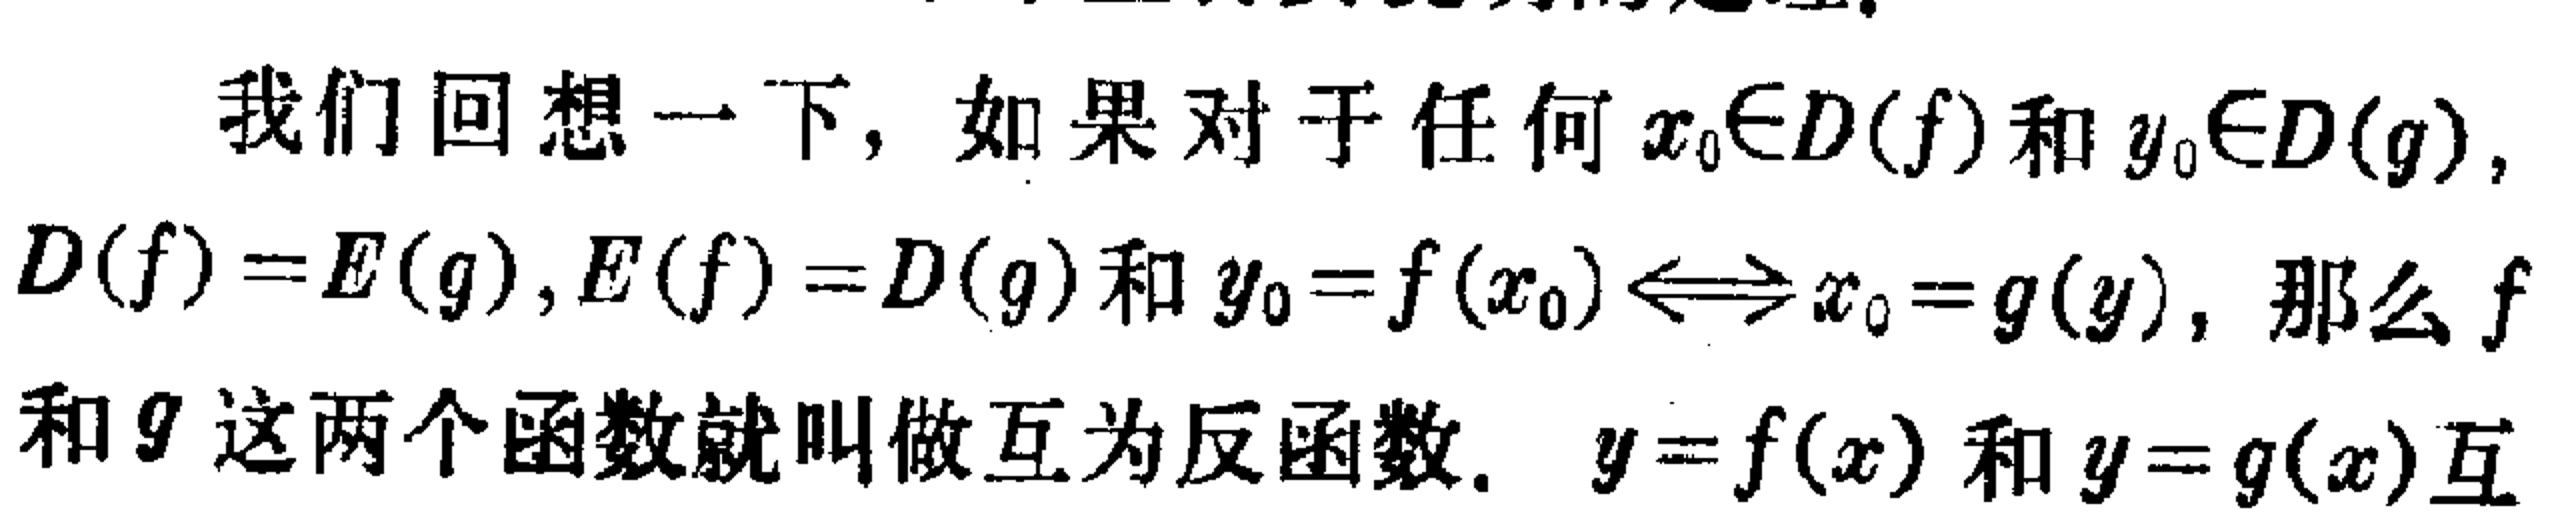 我们回想一下, 如果对于任何 x₀∈D(f) 和 y₀∈D(g),
D(f)=E(g), E(f)=D(g) 和 y₀=f(x₀)⟺x₀=g(y), 那么 f
和 g 这两个函数就叫做互为反函数. y=f(x) 和 y=g(x) 互